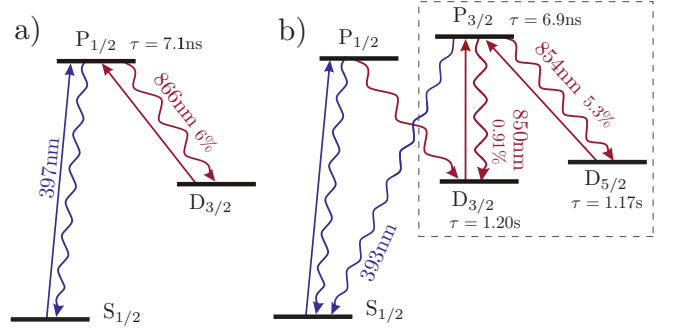 a)
P1/2 τ = 7.1ns
866nm 6%
397nm
D3/2
S1/2
b)
P1/2
P3/2 τ = 6.9ns
854nm 5.3%
850nm
0.91%
D3/2
τ = 1.20s
D5/2
τ = 1.17s
393nm
S1/2